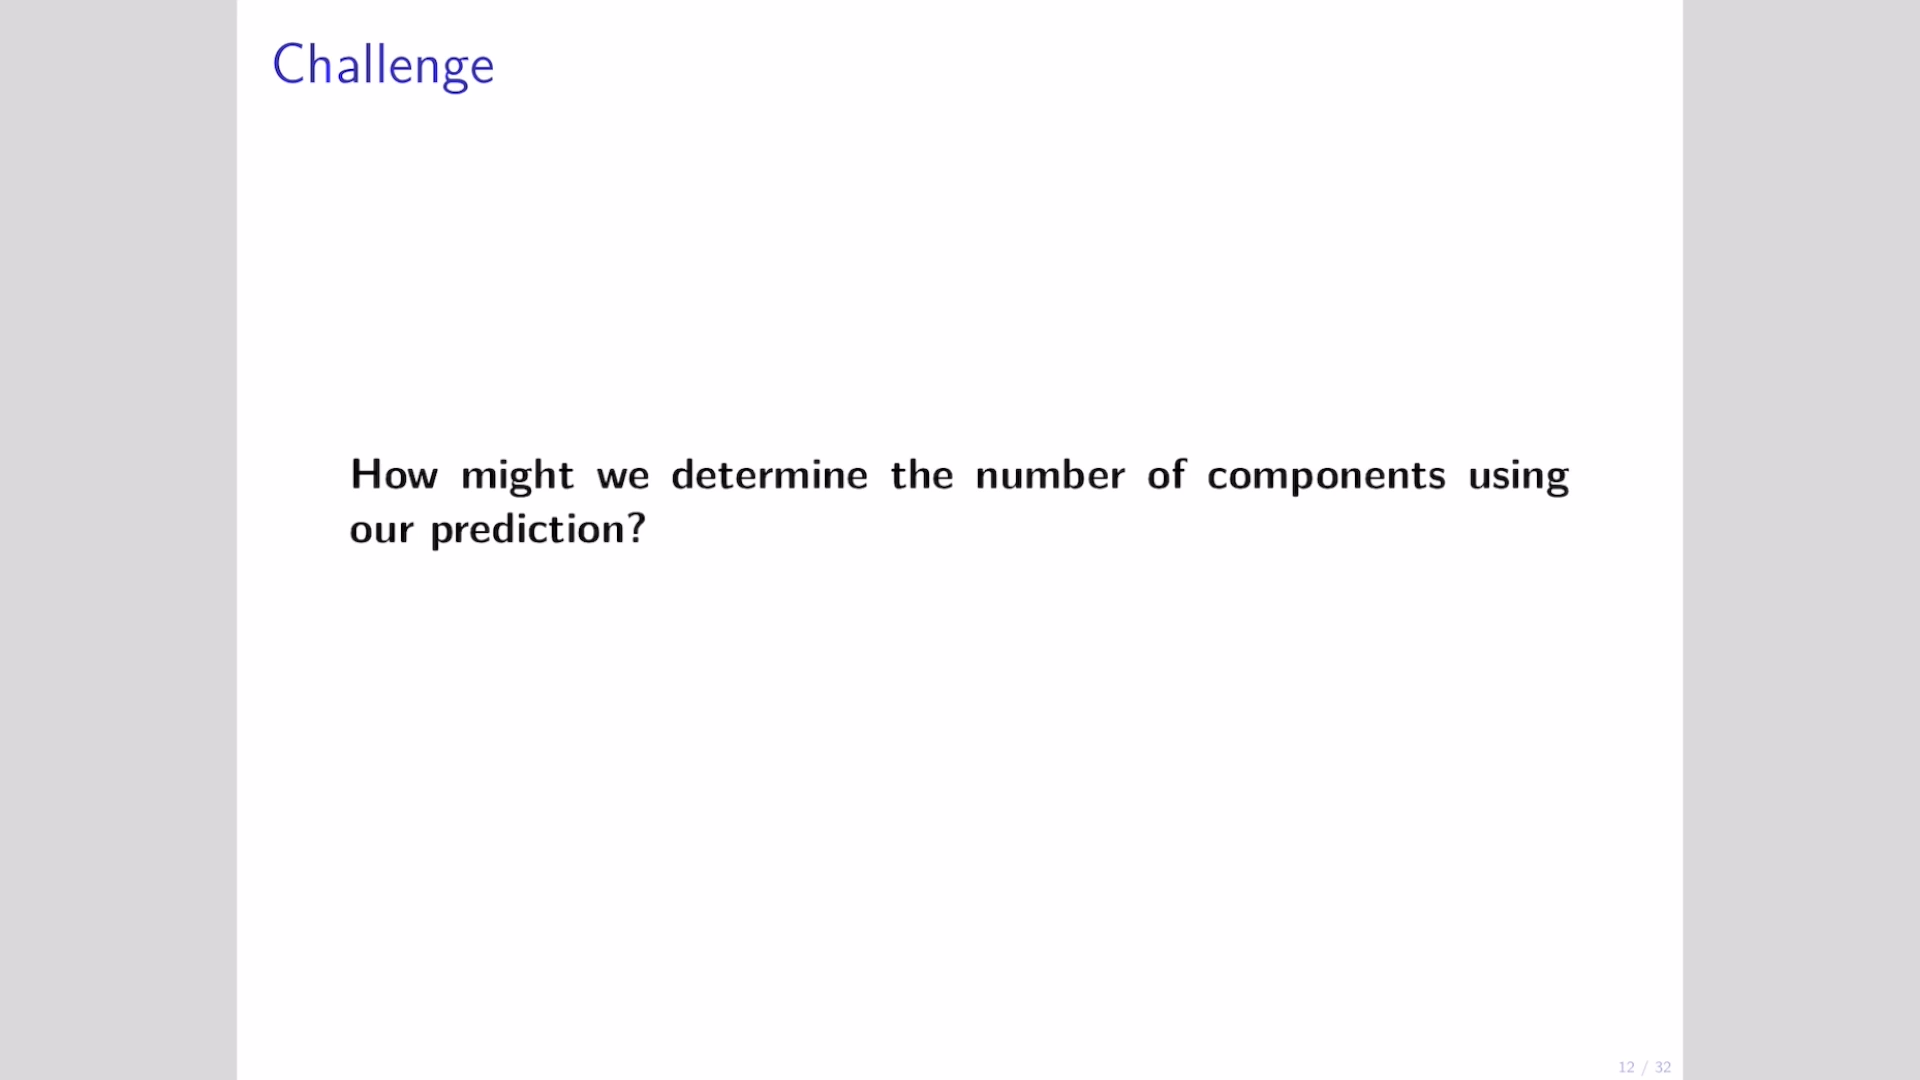 Challenge
How might we determine the number of components using
our prediction?
12 / 32